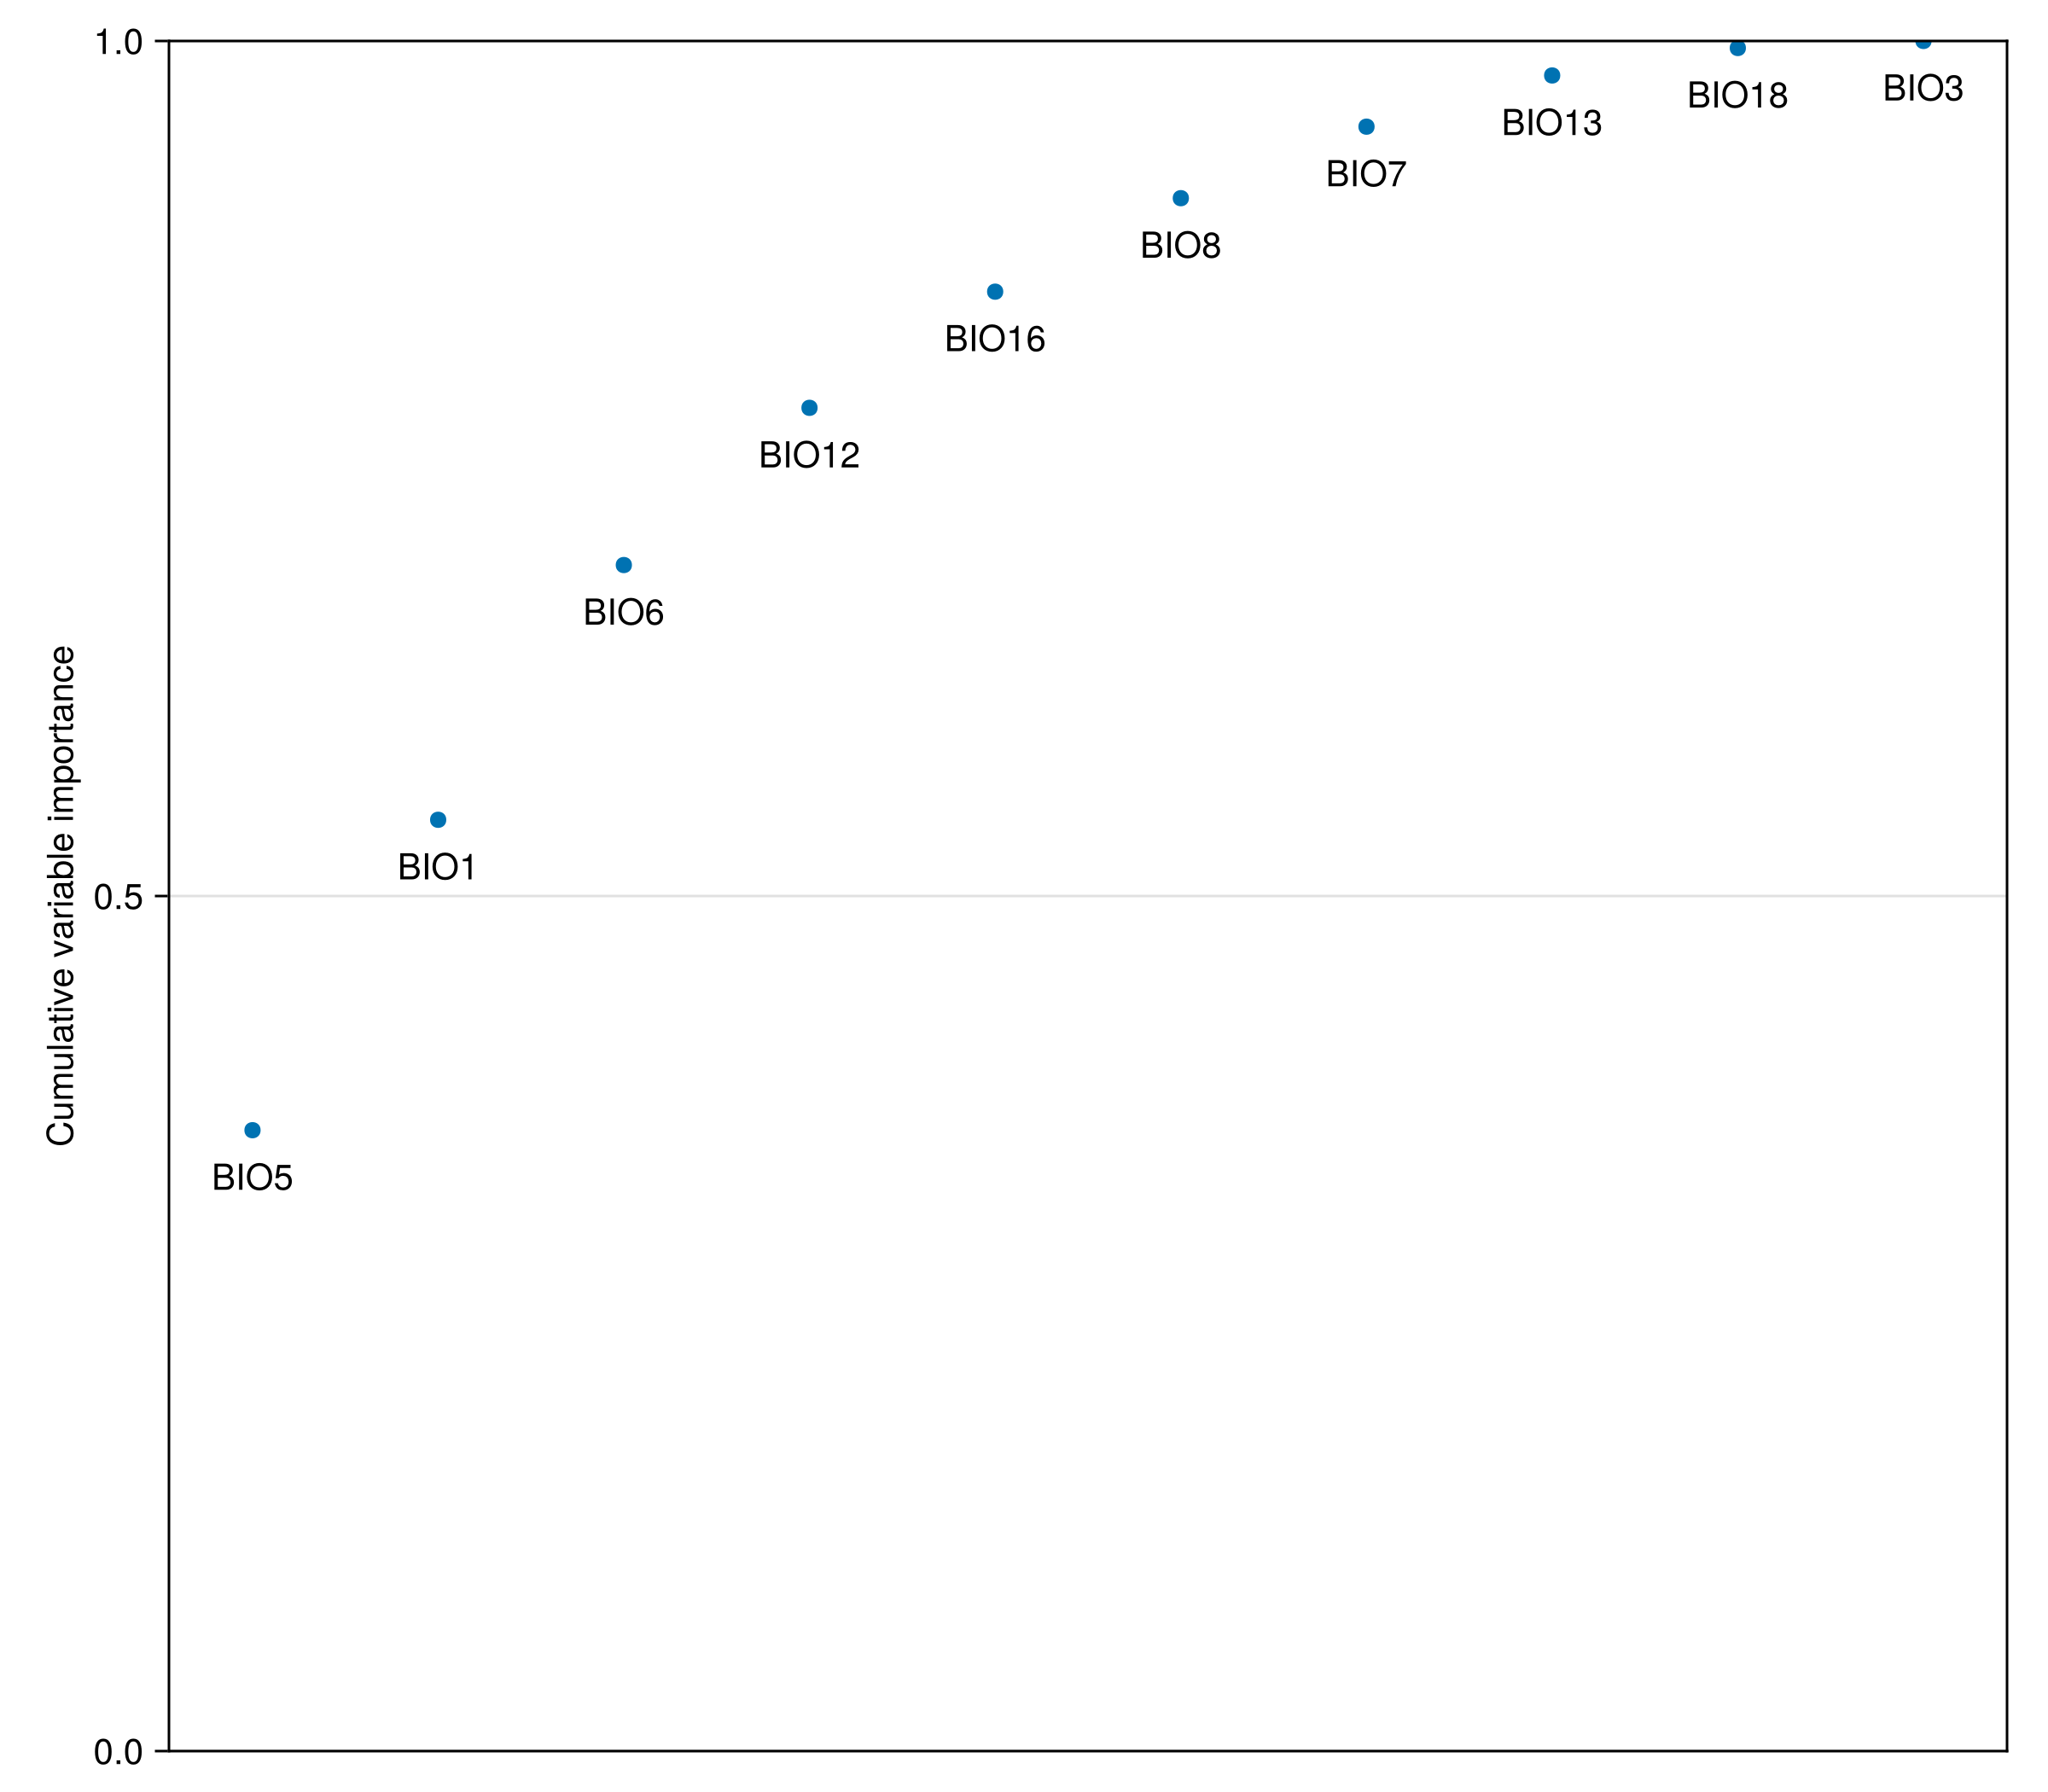 1.0
BIO3
BIO18
BIO13
BIO7
BIO8
BIO16
BIO12
BIO6
Cumulative variable importance
BIO1
0.5
BIO5
0.0